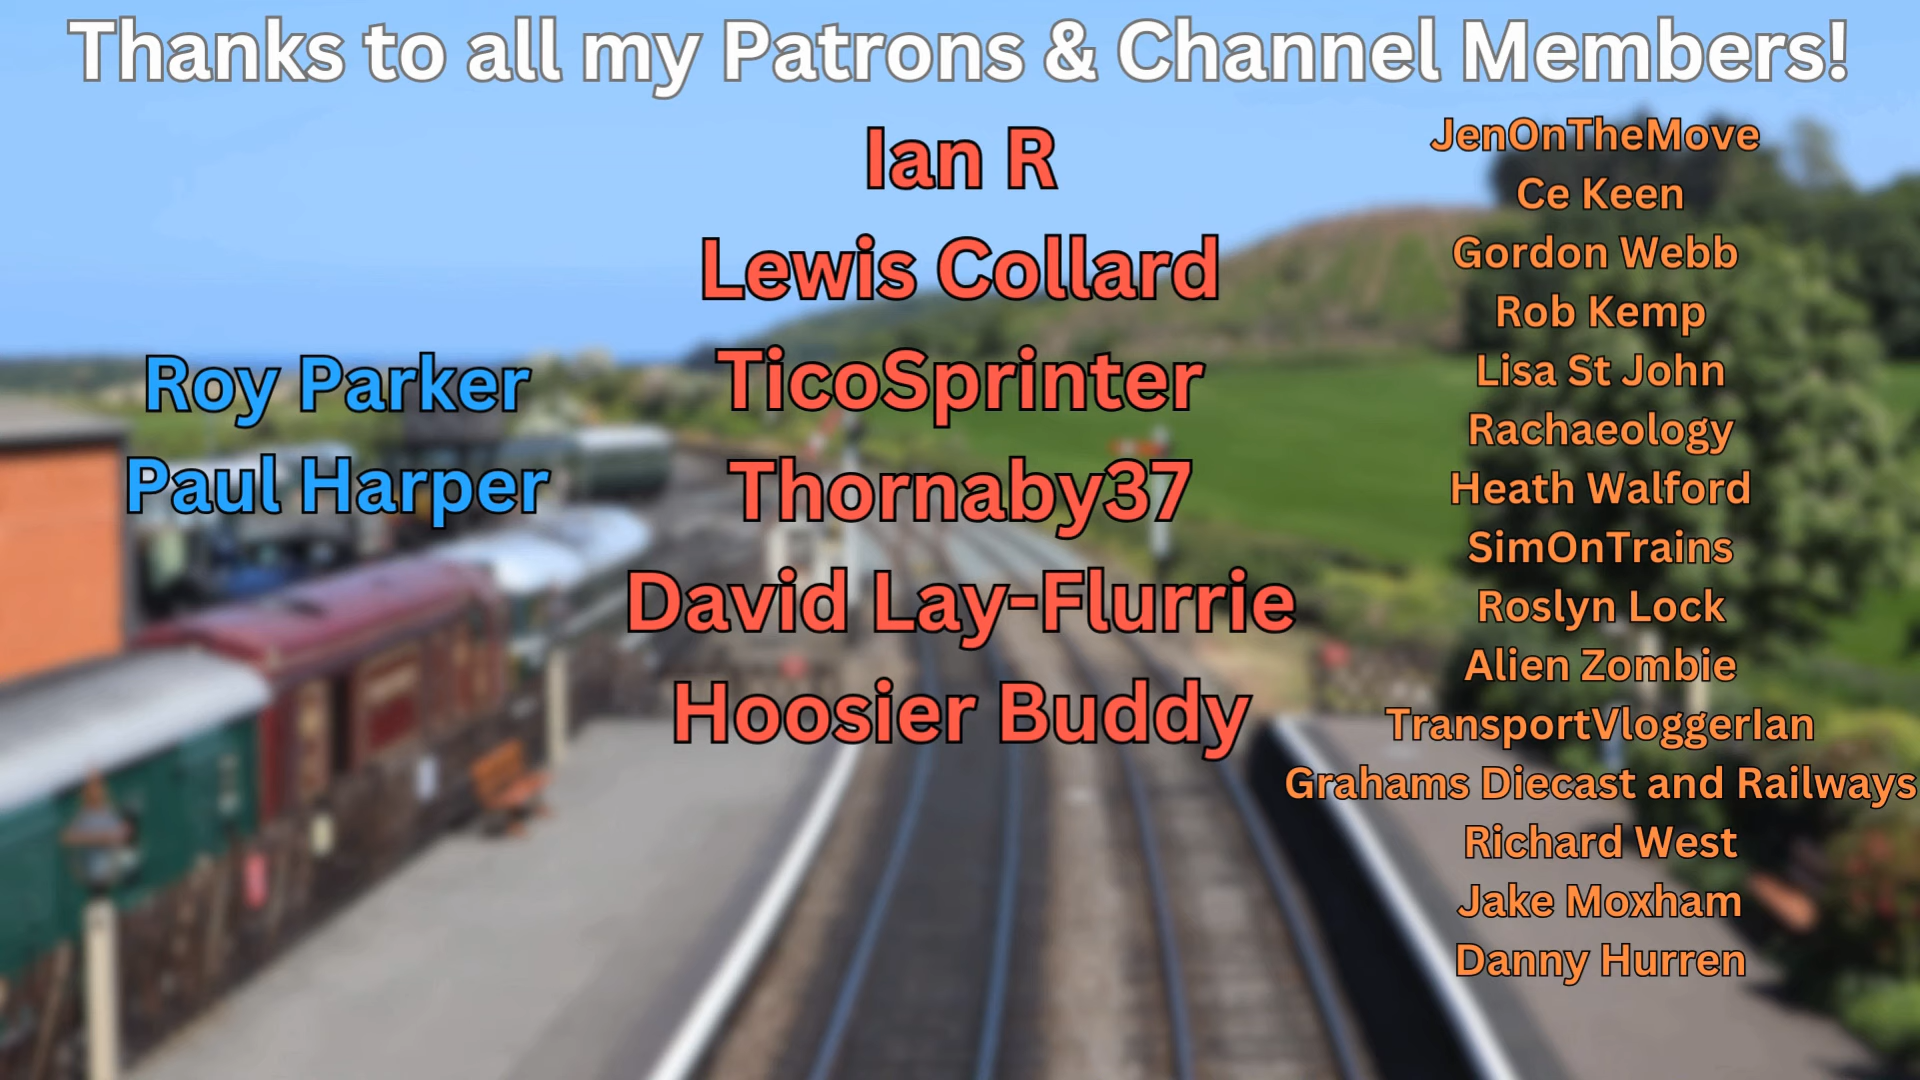 Thanks to all my Patrons & Channel Members!
Roy Parker
Paul Harper
Ian R
Lewis Collard
TicoSprinter
Thornaby37
David Lay-Flurrie
Hoosier Buddy
JenOnTheMove
Ce Keen
Gordon Webb
Rob Kemp
Lisa St John
Rachaeology
Heath Walford
SimOnTrains
Roslyn Lock
Alien Zombie
TransportVloggerIan
Grahams Diecast and Railways
Richard West
Jake Moxham
Danny Hurren